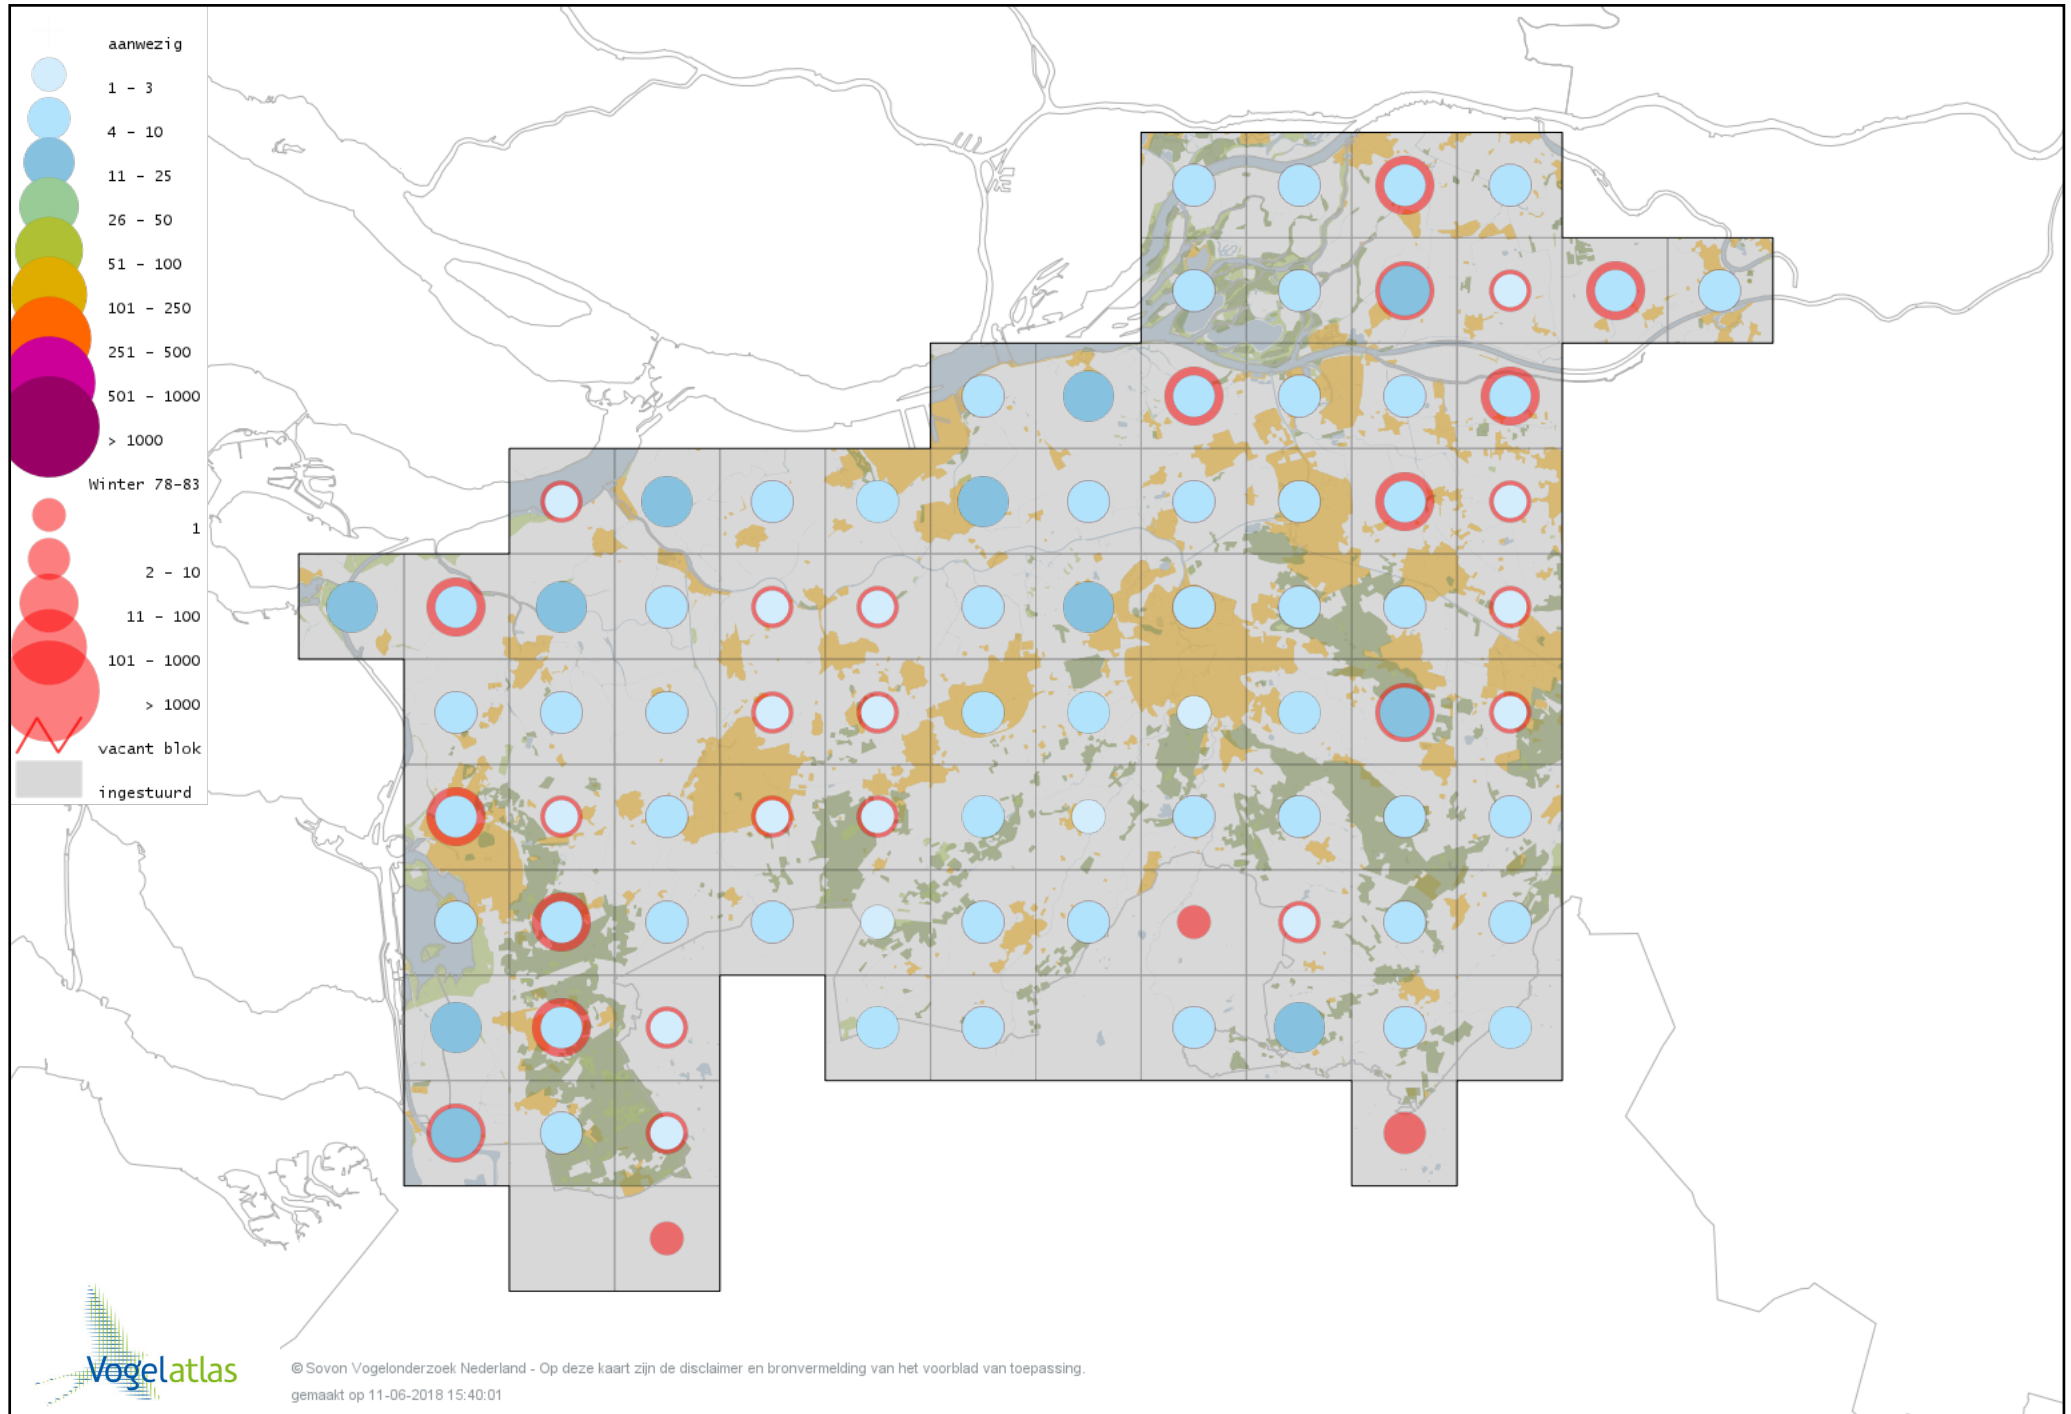 aanwezig
1 - 3
4 - 10
11 - 25
26 - 50
51 - 100
101 - 250
251 - 500
501 - 1000
> 1000
Winter 78-83
1
2 - 10
11 - 100
101 - 1000
> 1000
vacant blok
ingestuurd
Vogelatlas
© Sovon Vogelonderzoek Nederland - Op deze kaart zijn de disclaimer en bronvermelding van het voorblad van toepassing.
gemaakt op 11-06-2018 15:40:01